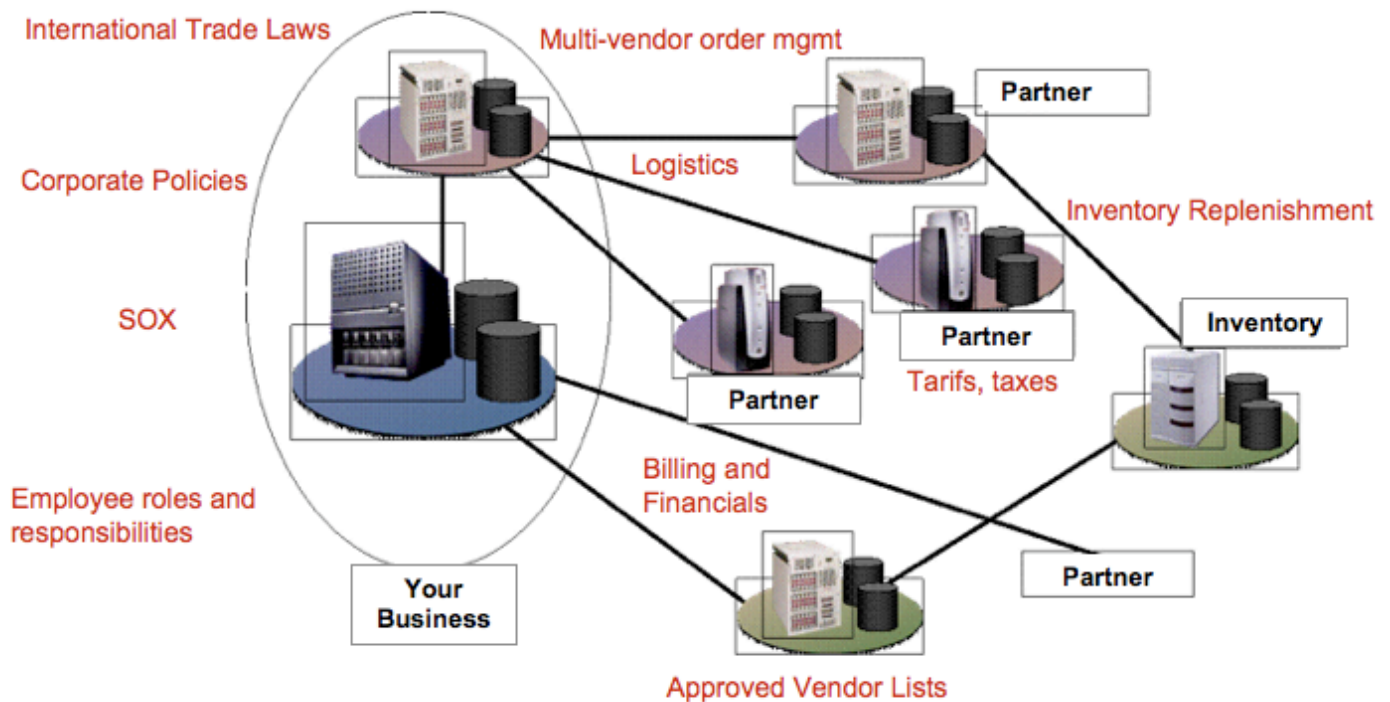 International Trade Laws
Multi-vendor order mgmt
Partner
Logistics
Corporate Policies
Inventory Replenishment
SOX
Inventory
Partner
Tarifs, taxes
Partner
Billing and
Financials
Employee roles and
responsibilities
Partner
Your
Business
Approved Vendor Lists